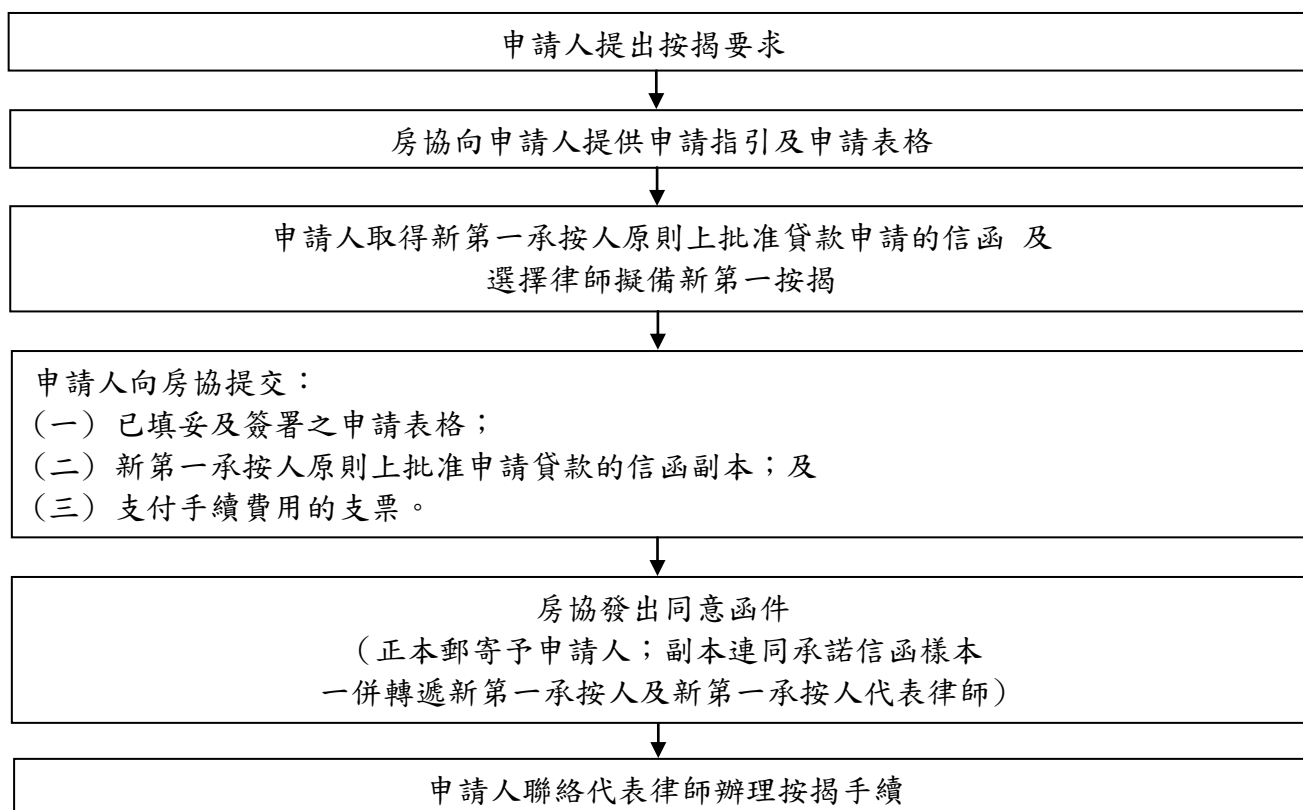 申請人提出按揭要求
房協向申請人提供申請指引及申請表格
申請人取得新第一承按人原則上批准貸款申請的信函 及
選擇律師擬備新第一按揭
申請人向房協提交：
（一） 已填妥及簽署之申請表格；
（二） 新第一承按人原則上批准申請貸款的信函副本；及
（三） 支付手續費用的支票。
房協發出同意函件
（正本郵寄予申請人；副本連同承諾信函樣本
一併轉遞新第一承按人及新第一承按人代表律師）
申請人聯絡代表律師辦理按揭手續